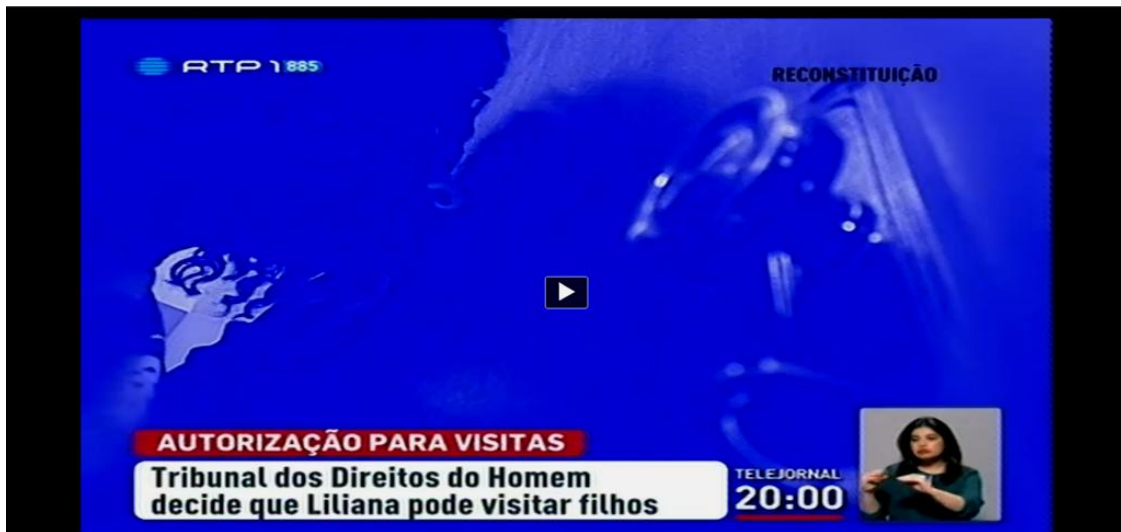 RTP 1 885
RECONSTITUIÇÃO
AUTORIZAÇÃO PARA VISITAS
Tribunal dos Direitos do Homem
decide que Liliana pode visitar filhos
TELEJORNAL
20:00